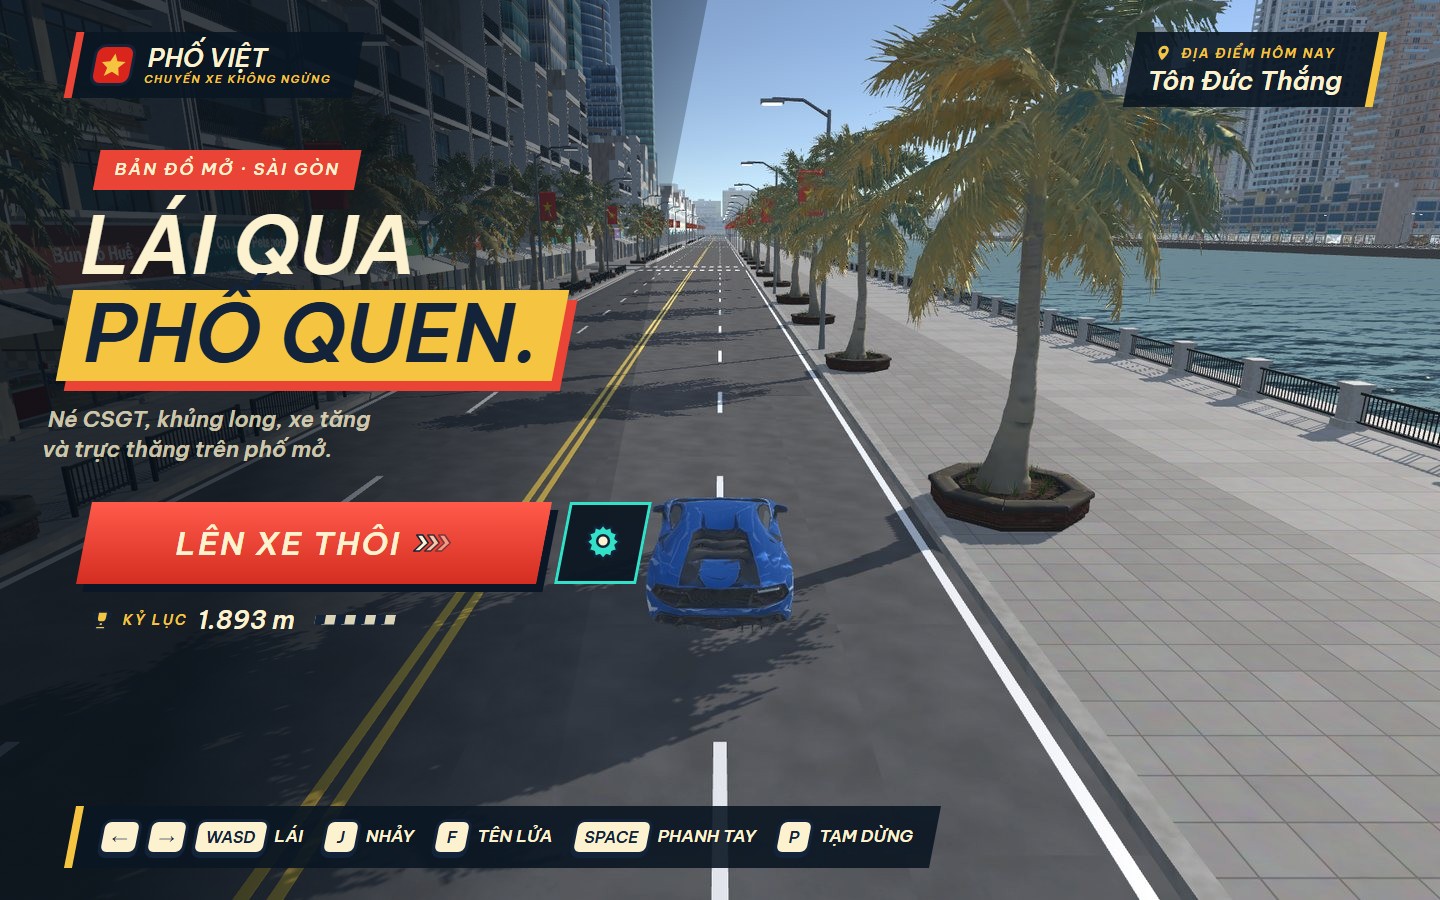 PHỐ VIỆT
CHUYẾN XE KHÔNG NGỪNG
ĐỊA ĐIỂM HÔM NAY
Tôn Đức Thắng
BẢN ĐỒ MỞ · SÀI GÒN
LÁI QUA
PHỐ QUEN.
Né CSGT, khủng long, xe tăng
và trực thăng trên phố mở.
LÊN XE THÔI
KỶ LỤC 1.893 m
← → WASD LÁI J NHẢY F TÊN LỬA SPACE PHANH TAY P TẠM DỪNG